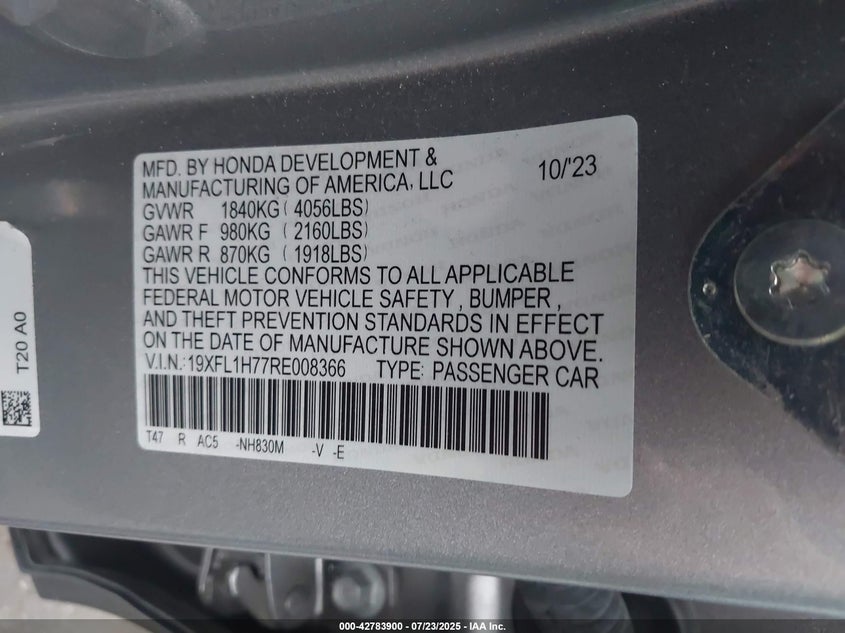 MFD. BY HONDA DEVELOPMENT &
MANUFACTURING OF AMERICA, LLC
10/'23
GVWR 1840KG ( 4056LBS)
GAWR F 980KG ( 2160LBS)
GAWR R 870KG ( 1918LBS)
THIS VEHICLE CONFORMS TO ALL APPLICABLE
FEDERAL MOTOR VEHICLE SAFETY , BUMPER ,
AND THEFT PREVENTION STANDARDS IN EFFECT
ON THE DATE OF MANUFACTURE SHOWN ABOVE.
V.I.N.:19XFL1H77RE008366 TYPE: PASSENGER CAR
T47 R AC5 -NH830M -V -E
T20 A0
000-42783900 - 07/23/2025 - IAA Inc.